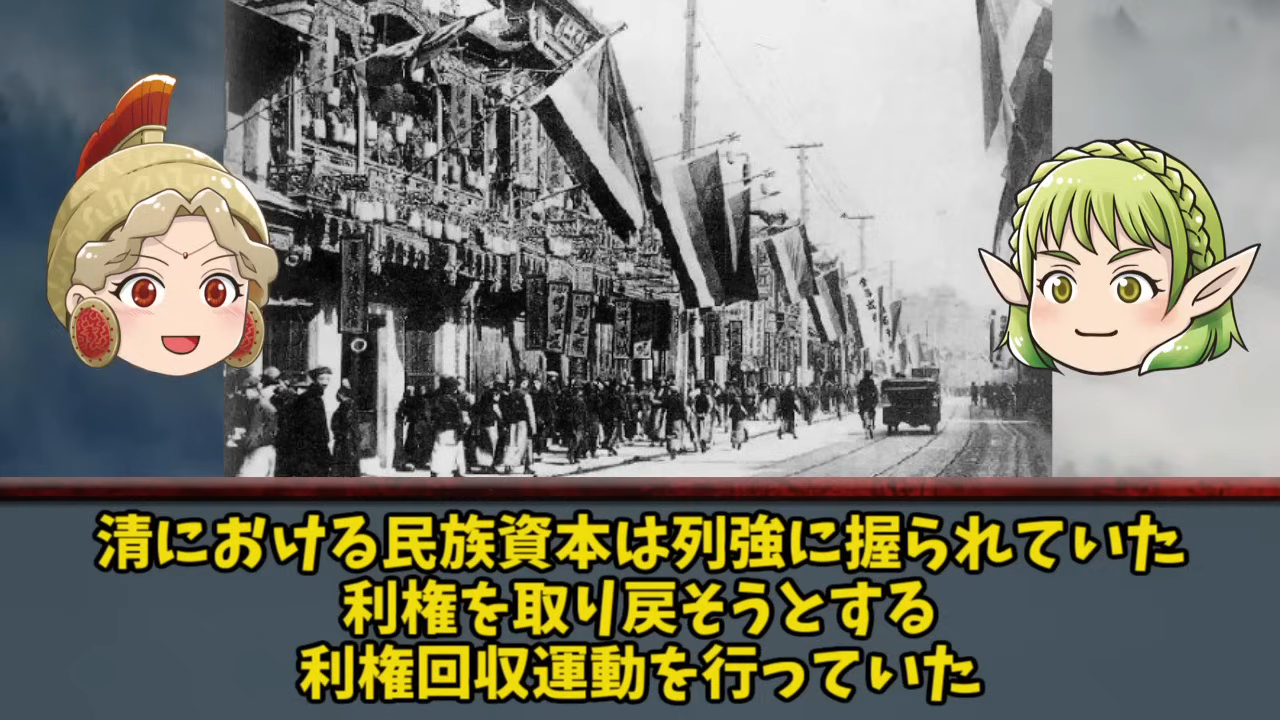 清における民族資本は列強に握られていた
利権を取り戻そうとする
利権回収運動を行っていた